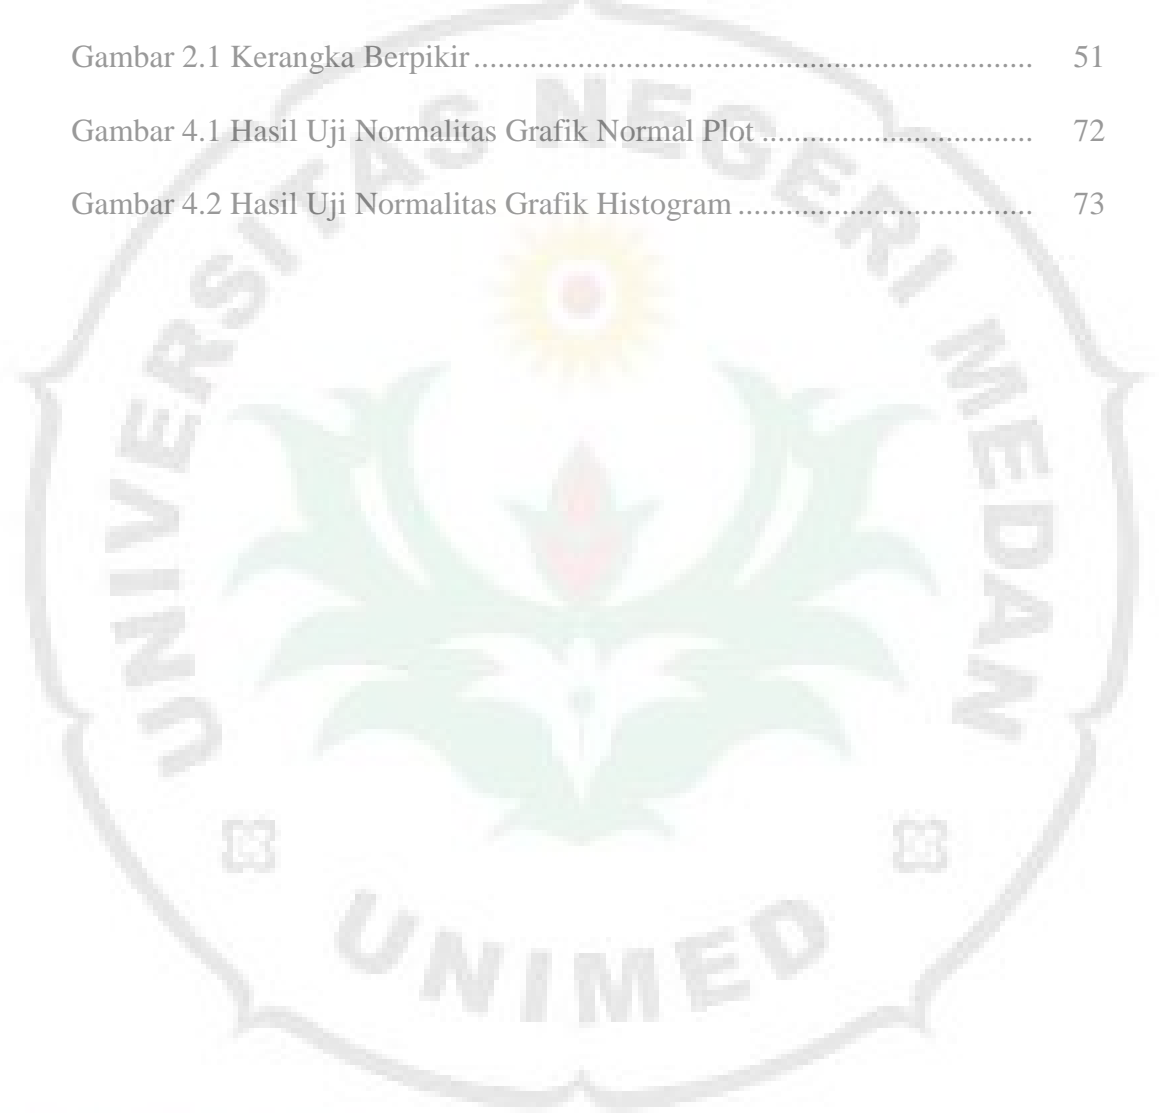 Gambar 2.1 Kerangka Berpikir ...................................................................... 51
Gambar 4.1 Hasil Uji Normalitas Grafik Normal Plot .................................. 72
Gambar 4.2 Hasil Uji Normalitas Grafik Histogram ..................................... 73
UNIVERSITAS NEGERI MEDAN
UNIMED